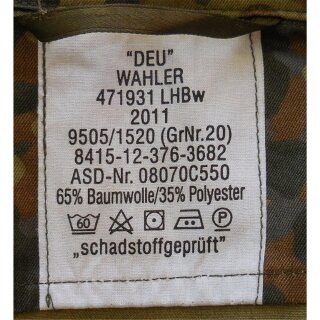 "DEU"
WAHLER
471931 LHBw
2011
9505/1520 (GrNr.20)
8415-12-376-3682
ASD-Nr. 08070C550
65% Baumwolle/35% Polyester
60 P
„schadstoffgeprüft"